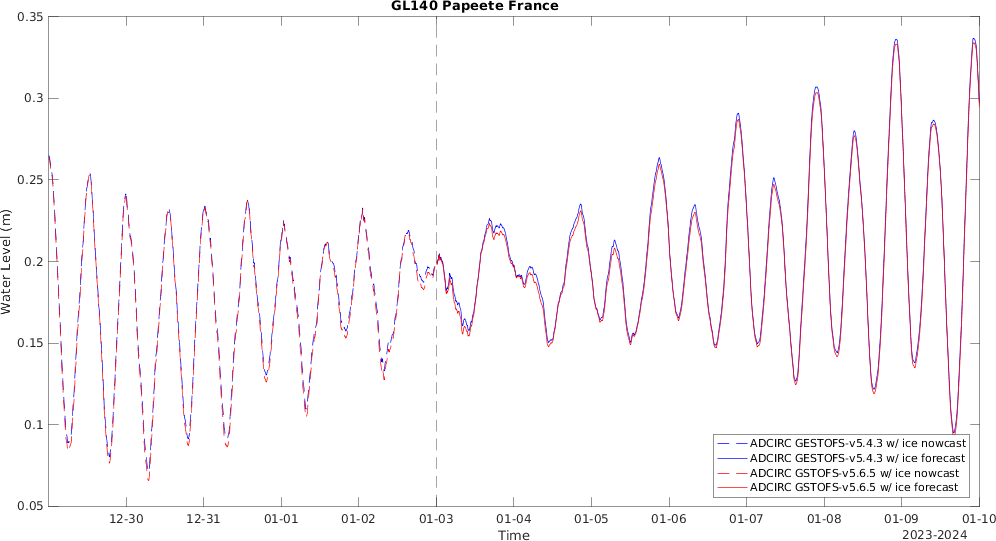 GL140 Papeete France
0.35
0.3
0.25
0.2
0.15
0.1
0.05
Water Level (m)
12-30 12-31 01-01 01-02 01-03 01-04 01-05 01-06 01-07 01-08 01-09 01-10
Time
2023-2024
ADCIRC GESTOFS-v5.4.3 w/ ice nowcast
ADCIRC GESTOFS-v5.4.3 w/ ice forecast
ADCIRC GSTOFS-v5.6.5 w/ ice nowcast
ADCIRC GSTOFS-v5.6.5 w/ ice forecast